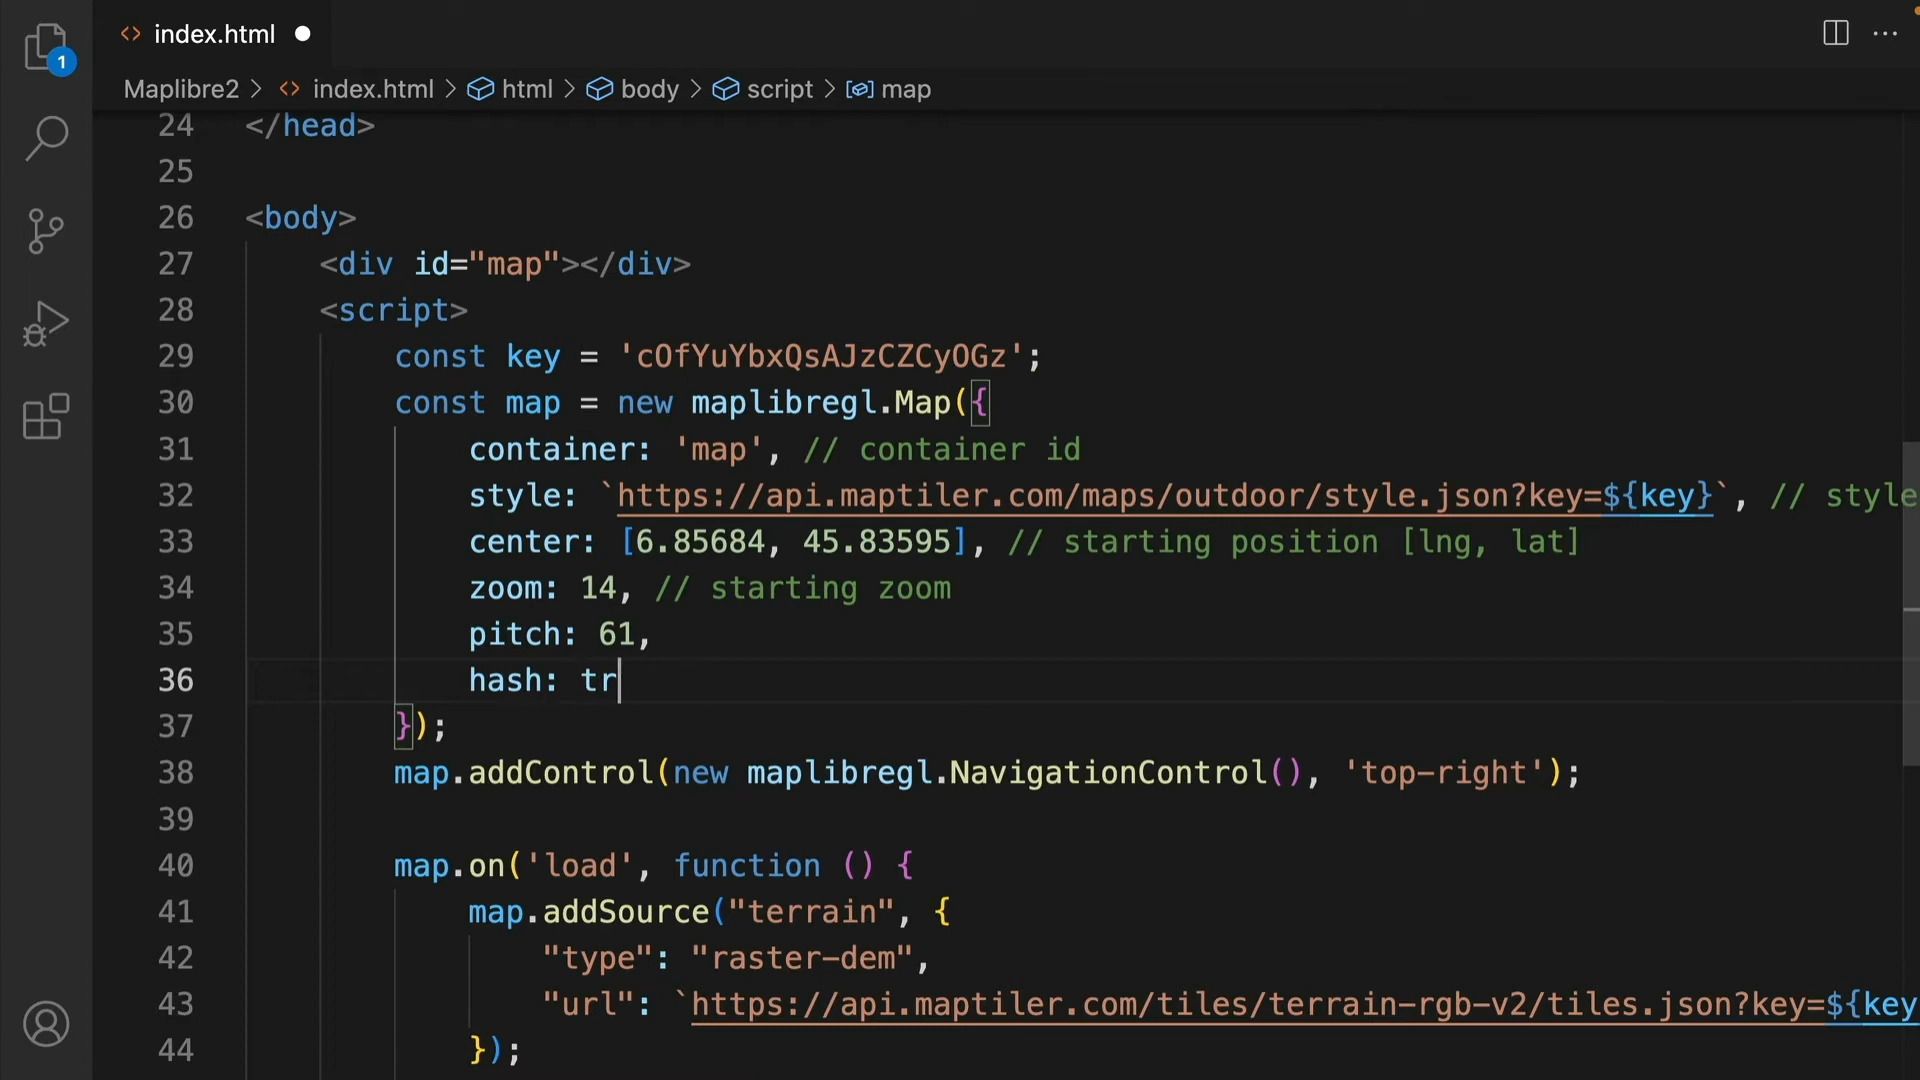 index.html
1
Maplibre2 > index.html > html > body > script > map
24 </head>
25
26 <body>
27 <div id="map"></div>
28 <script>
29 const key = 'cOfYuYbxQsAJzCZCyOGz';
30 const map = new maplibregl.Map({
31 container: 'map', // container id
32 style: `https://api.maptiler.com/maps/outdoor/style.json?key=${key}`, // style
33 center: [6.85684, 45.83595], // starting position [lng, lat]
34 zoom: 14, // starting zoom
35 pitch: 61,
36 hash: tr
37 });
38 map.addControl(new maplibregl.NavigationControl(), 'top-right');
39
40 map.on('load', function () {
41 map.addSource("terrain", {
42 "type": "raster-dem",
43 "url": `https://api.maptiler.com/tiles/terrain-rgb-v2/tiles.json?key=${key
44 });